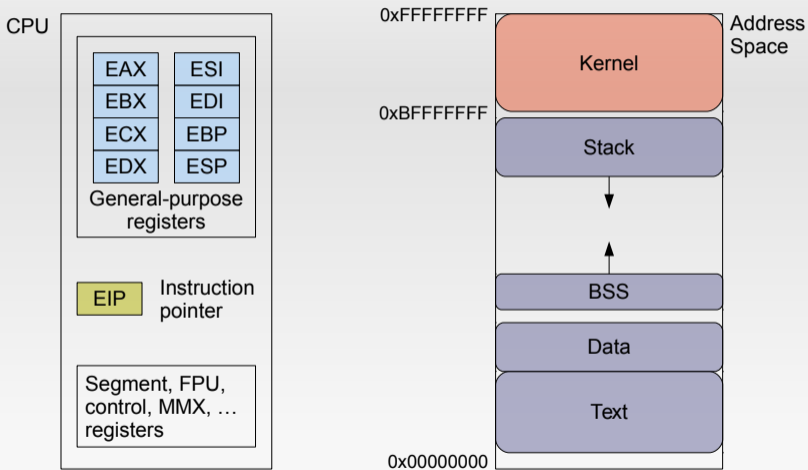 CPU
EAX
ESI
EBX
EDI
ECX
EBP
EDX
ESP
General-purpose
registers
EIP
Instruction
pointer
Segment, FPU,
control, MMX, …
registers
0xFFFFFFFF
Address
Space
Kernel
0xBFFFFFFF
Stack
BSS
Data
Text
0x00000000